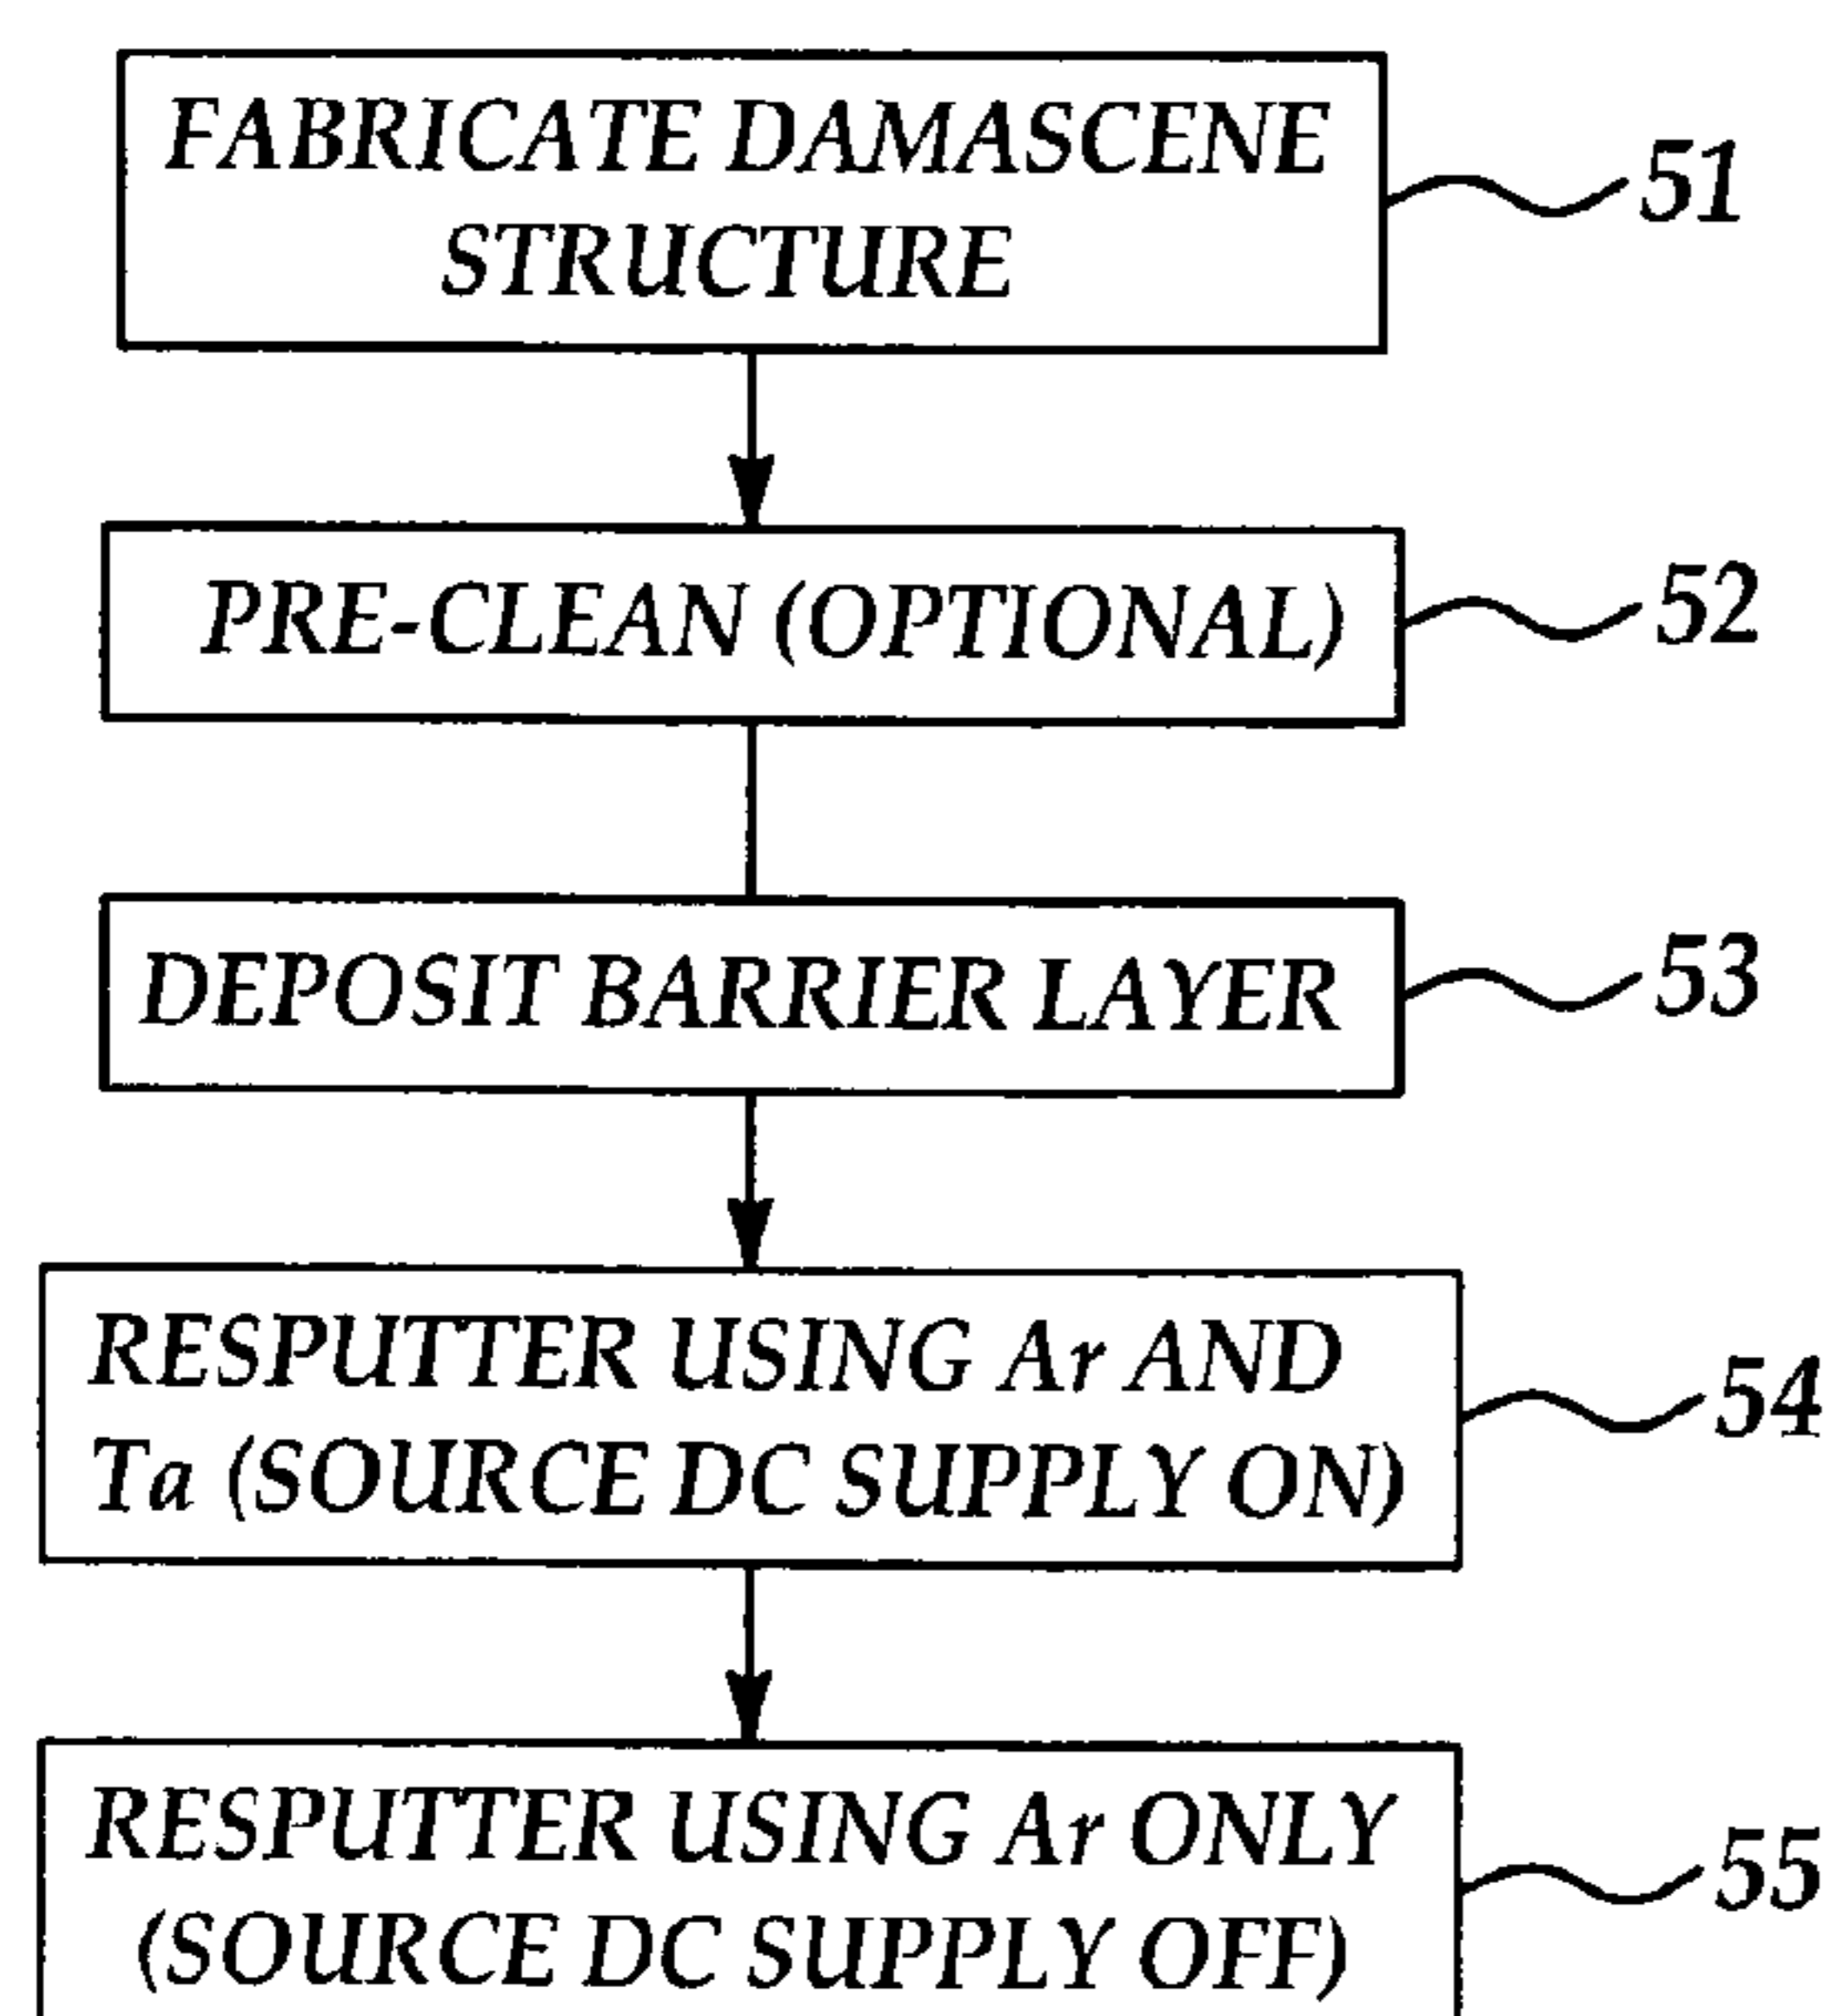 FABRICATE DAMASCENE
STRUCTURE
51
PRE-CLEAN (OPTIONAL)
52
DEPOSIT BARRIER LAYER
53
RESPUTTER USING Ar AND
Ta (SOURCE DC SUPPLY ON)
54
RESPUTTER USING Ar ONLY
(SOURCE DC SUPPLY OFF)
55